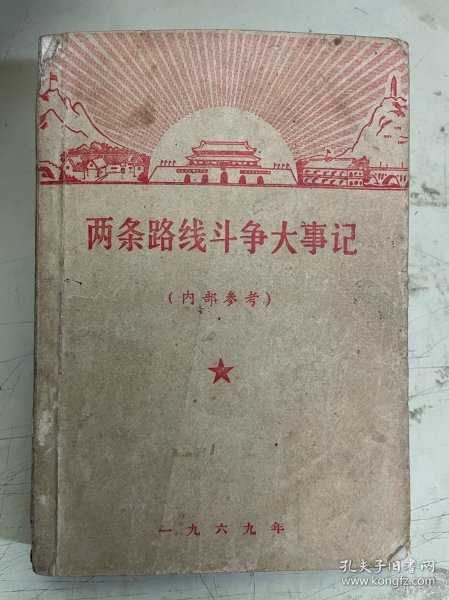 两条路线斗争大事记
(内部参考)
一九六九年
孔夫子旧书网
www.kongfz.com